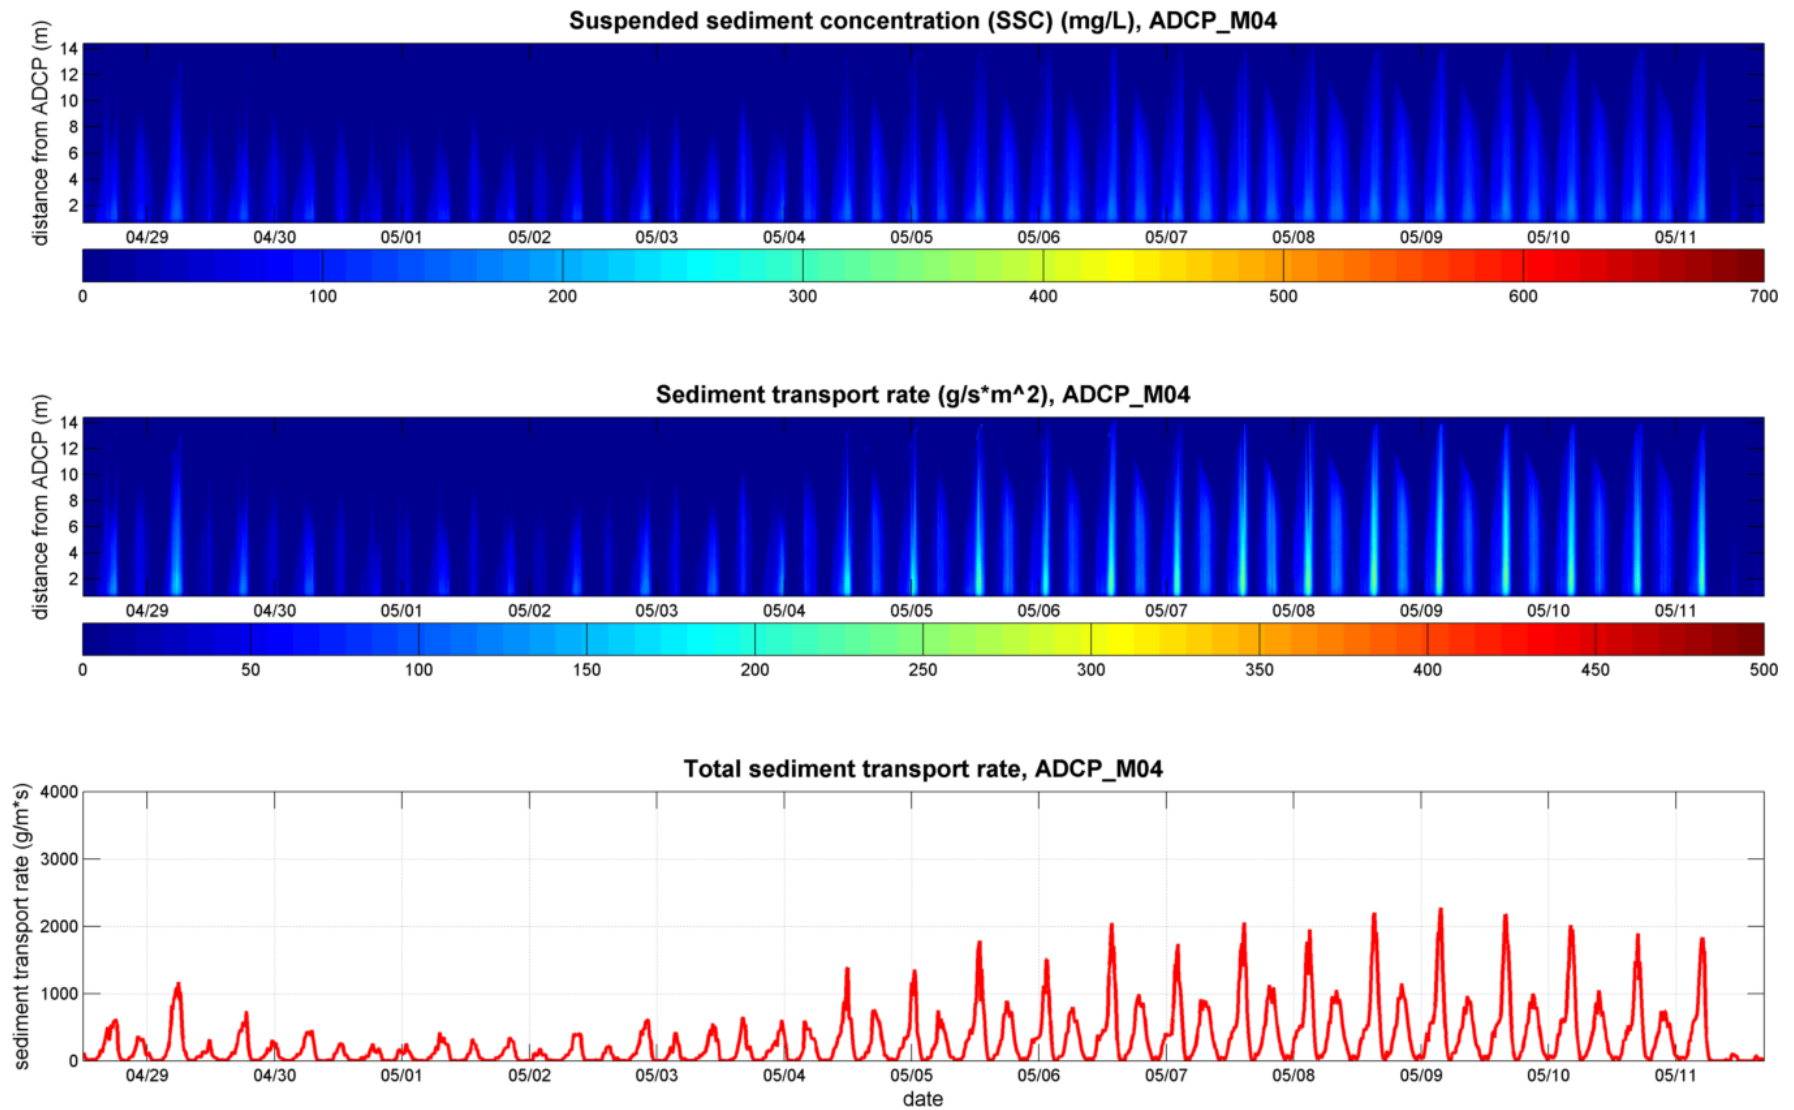 Suspended sediment concentration (SSC) (mg/L), ADCP_M04
distance from ADCP (m)
14
12
10
8
6
4
2
04/29 04/30 05/01 05/02 05/03 05/04 05/05 05/06 05/07 05/08 05/09 05/10 05/11
0 100 200 300 400 500 600 700
Sediment transport rate (g/s*m^2), ADCP_M04
distance from ADCP (m)
14
12
10
8
6
4
2
04/29 04/30 05/01 05/02 05/03 05/04 05/05 05/06 05/07 05/08 05/09 05/10 05/11
0 50 100 150 200 250 300 350 400 450 500
Total sediment transport rate, ADCP_M04
sediment transport rate (g/m*s)
4000
3000
2000
1000
0
04/29 04/30 05/01 05/02 05/03 05/04 05/05 05/06 05/07 05/08 05/09 05/10 05/11
date